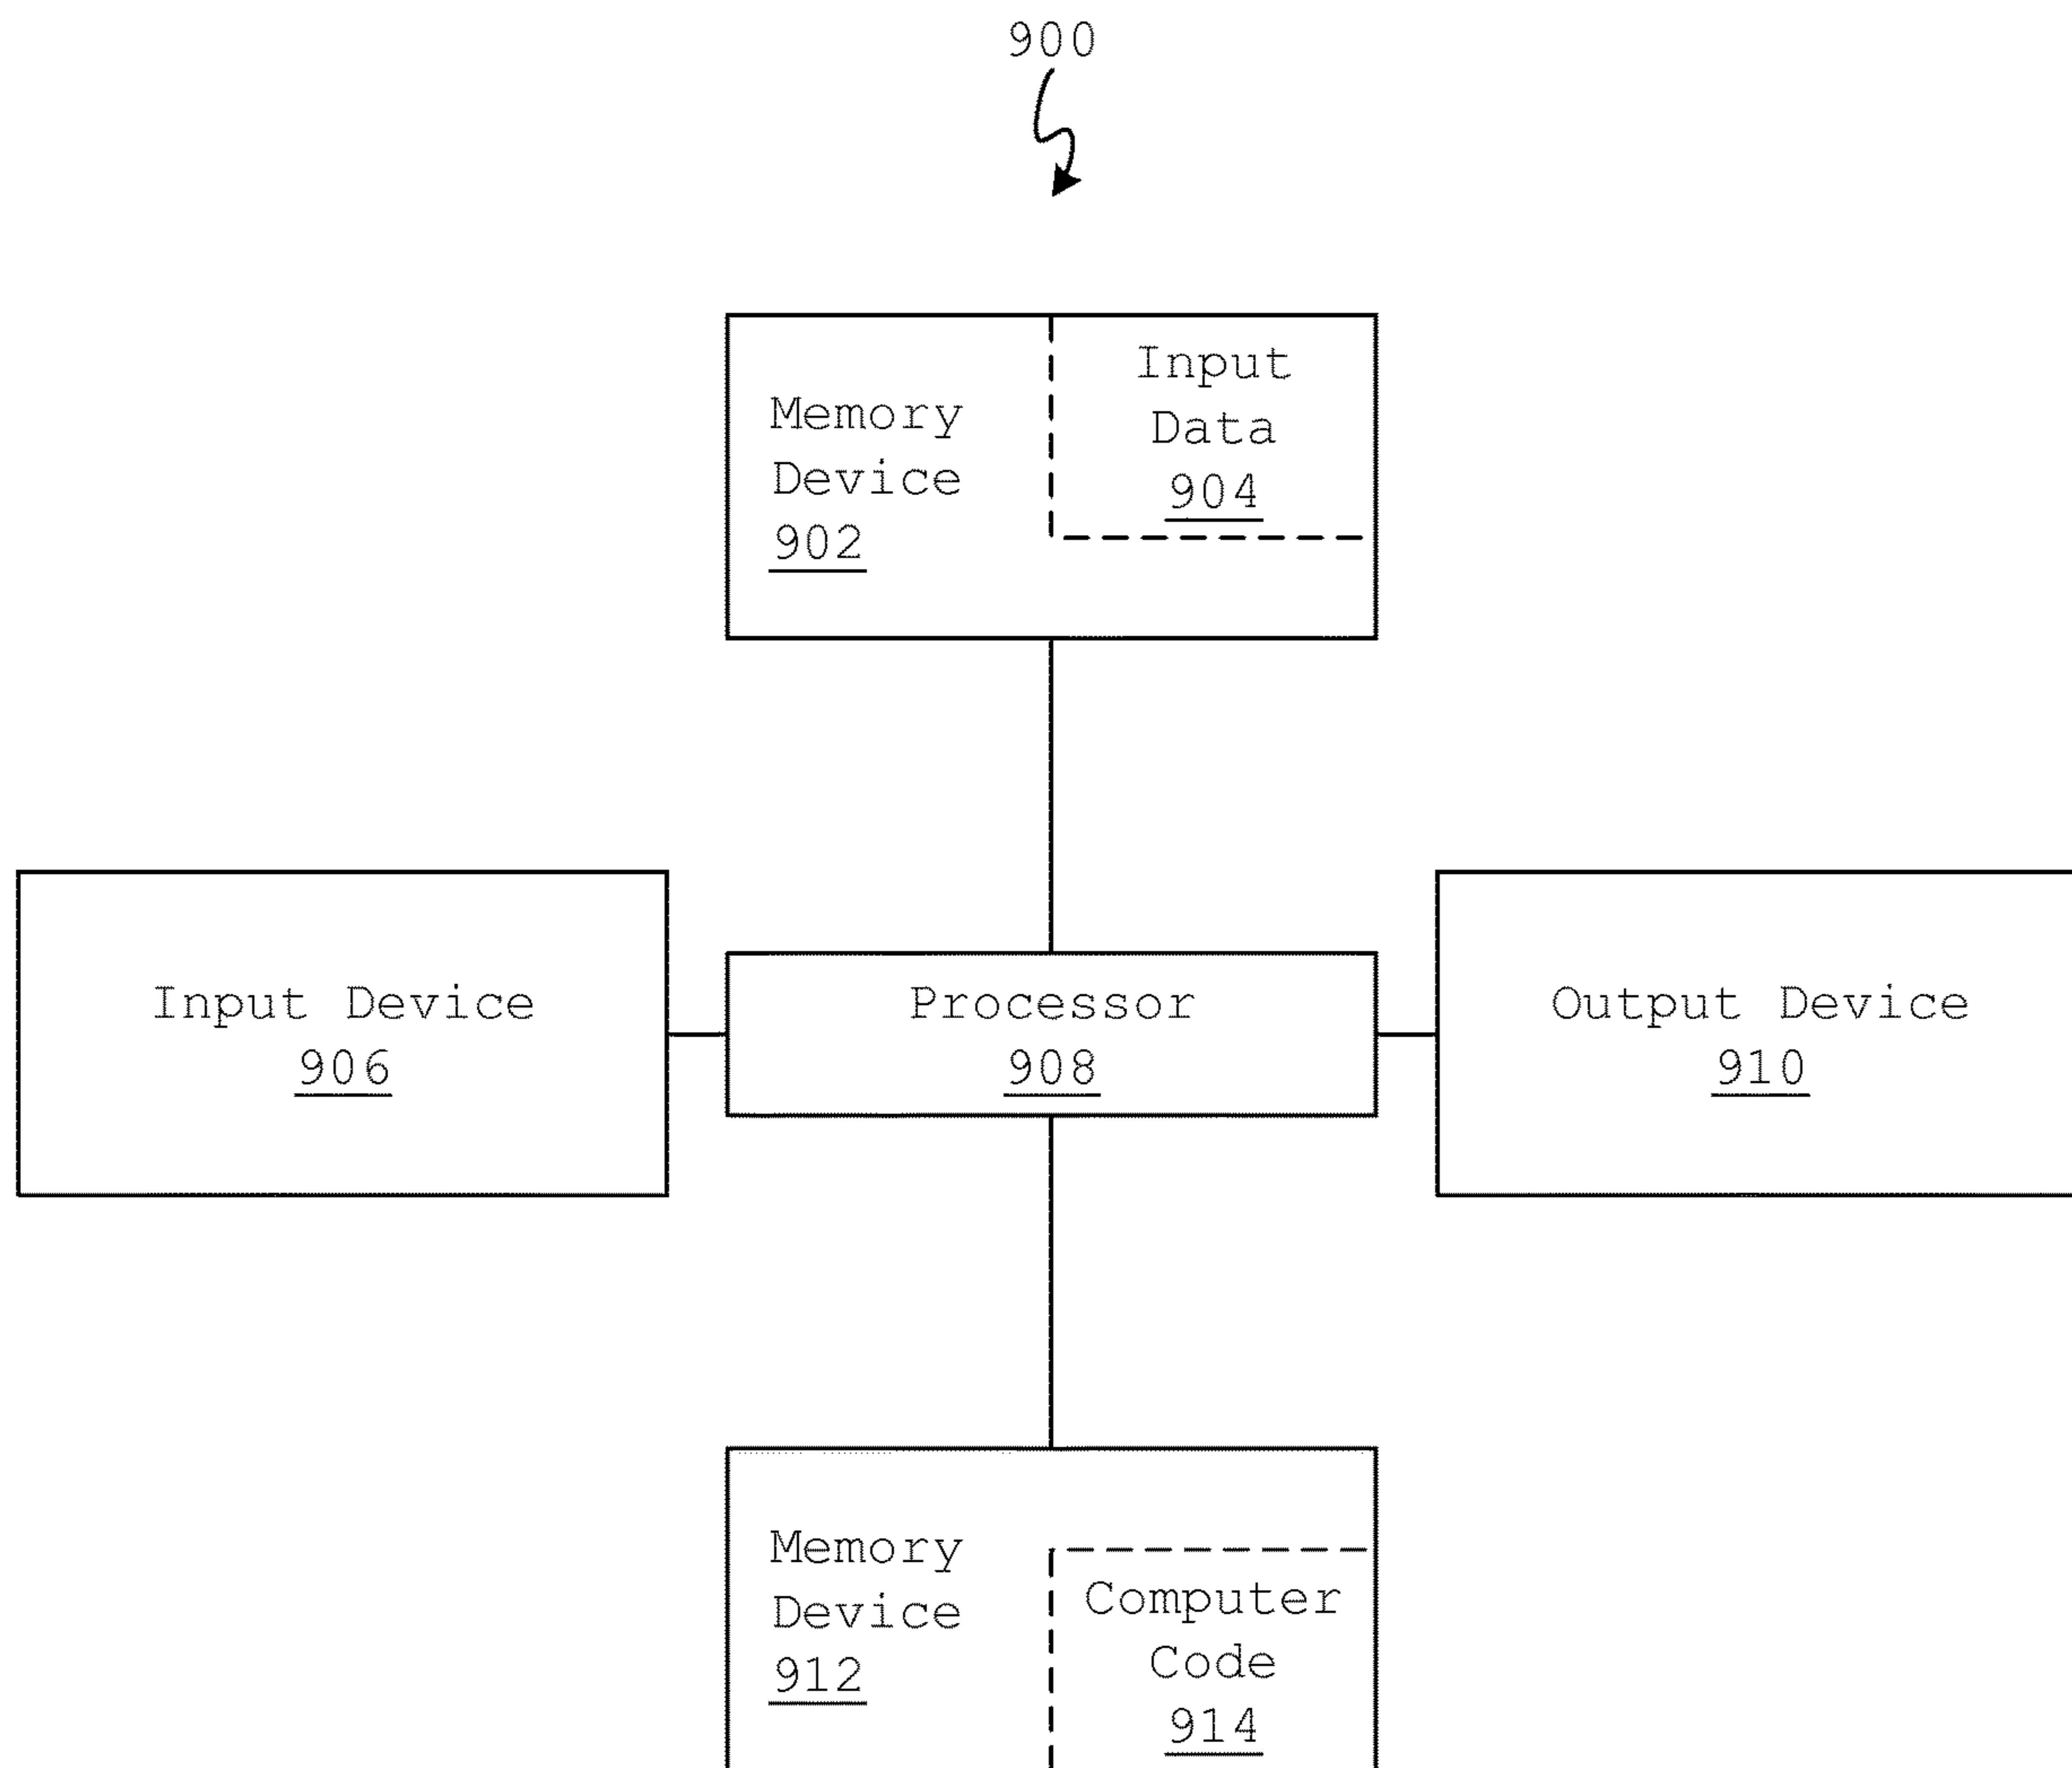 900
Memory
Device
902
Input
Data
904
Input Device
906
Processor
908
Output Device
910
Memory
Device
912
Computer
Code
914